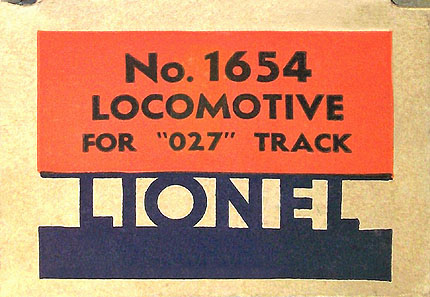 No. 1654
LOCOMOTIVE
FOR "027" TRACK
LIONEL